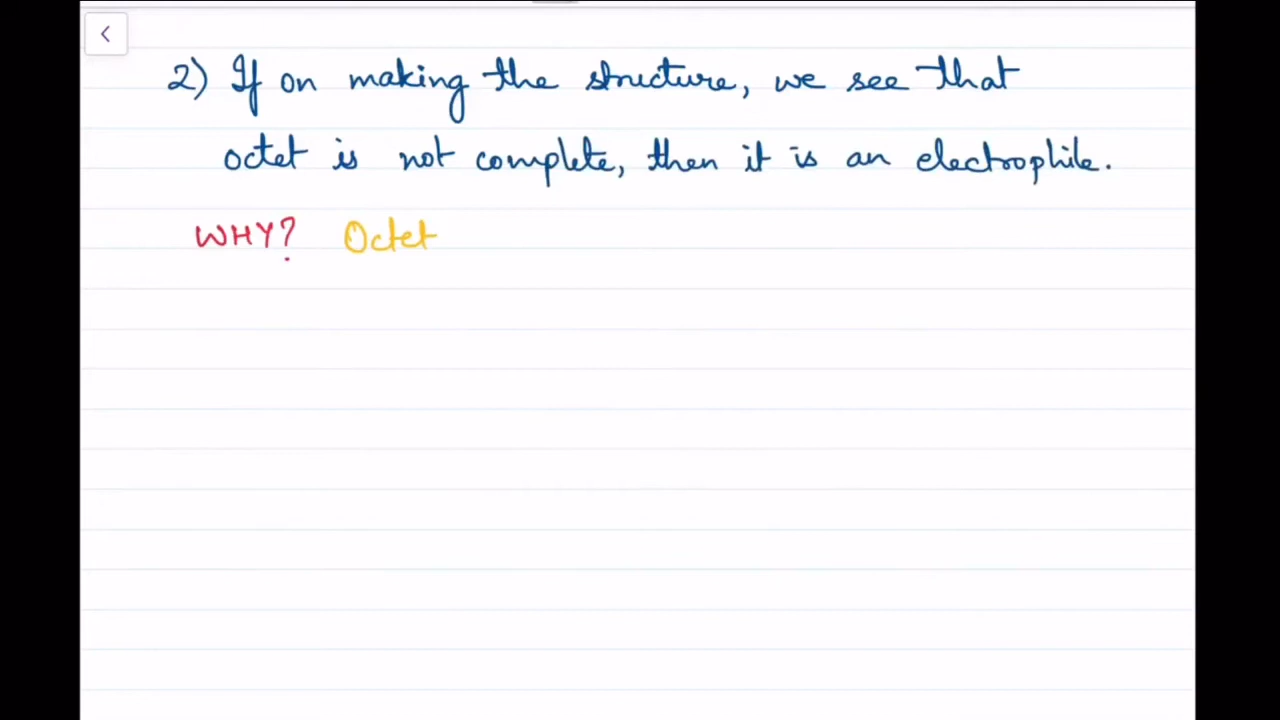 2) If on making the structure, we see that
octet is not complete, then it is an electrophile.
WHY? Octet